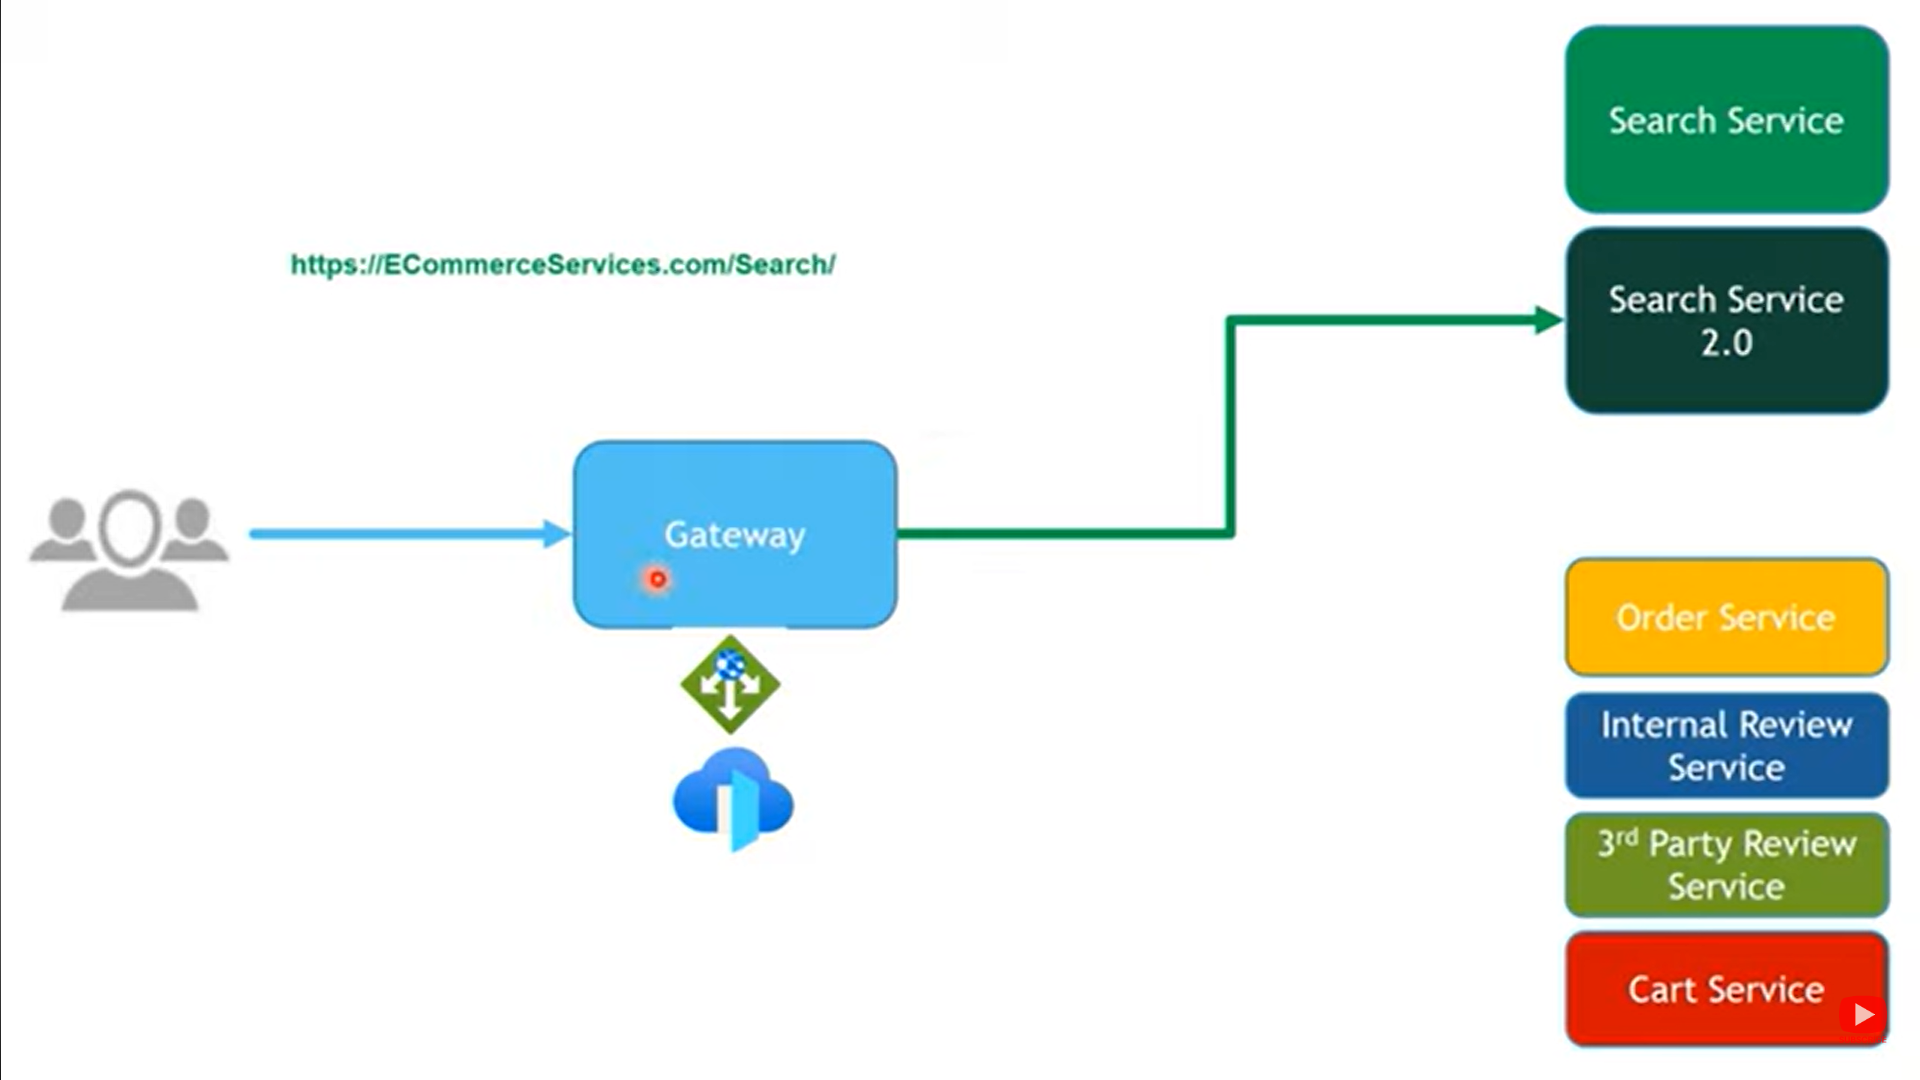 Search Service
https://ECommerceServices.com/Search/
Search Service
2.0
Gateway
Order Service
Internal Review
Service
3rd Party Review
Service
Cart Service